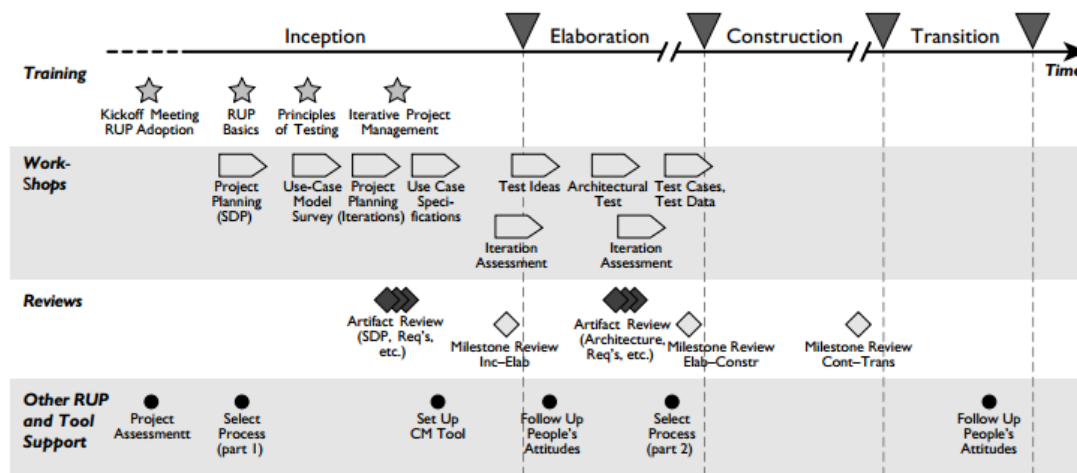 Inception
Elaboration
Construction
Transition
Time
Training
Kickoff Meeting
RUP Adoption
RUP
Basics
Principles
of Testing
Iterative Project
Management
Work-
Shops
Project
Planning
(SDP)
Use-Case
Model
Survey
Project
Planning
(Iterations)
Use Case
Speci-
fications
Test Ideas
Architectural
Test
Test Cases,
Test Data
Iteration
Assessment
Iteration
Assessment
Reviews
Artifact Review
(SDP, Req's,
etc.)
Milestone Review
Inc–Elab
Artifact Review
(Architecture,
Req's, etc.)
Milestone Review
Elab–Constr
Milestone Review
Cont–Trans
Other RUP
and Tool
Support
Project
Assessmentt
Select
Process
(part 1)
Set Up
CM Tool
Follow Up
People's
Attitudes
Select
Process
(part 2)
Follow Up
People's
Attitudes